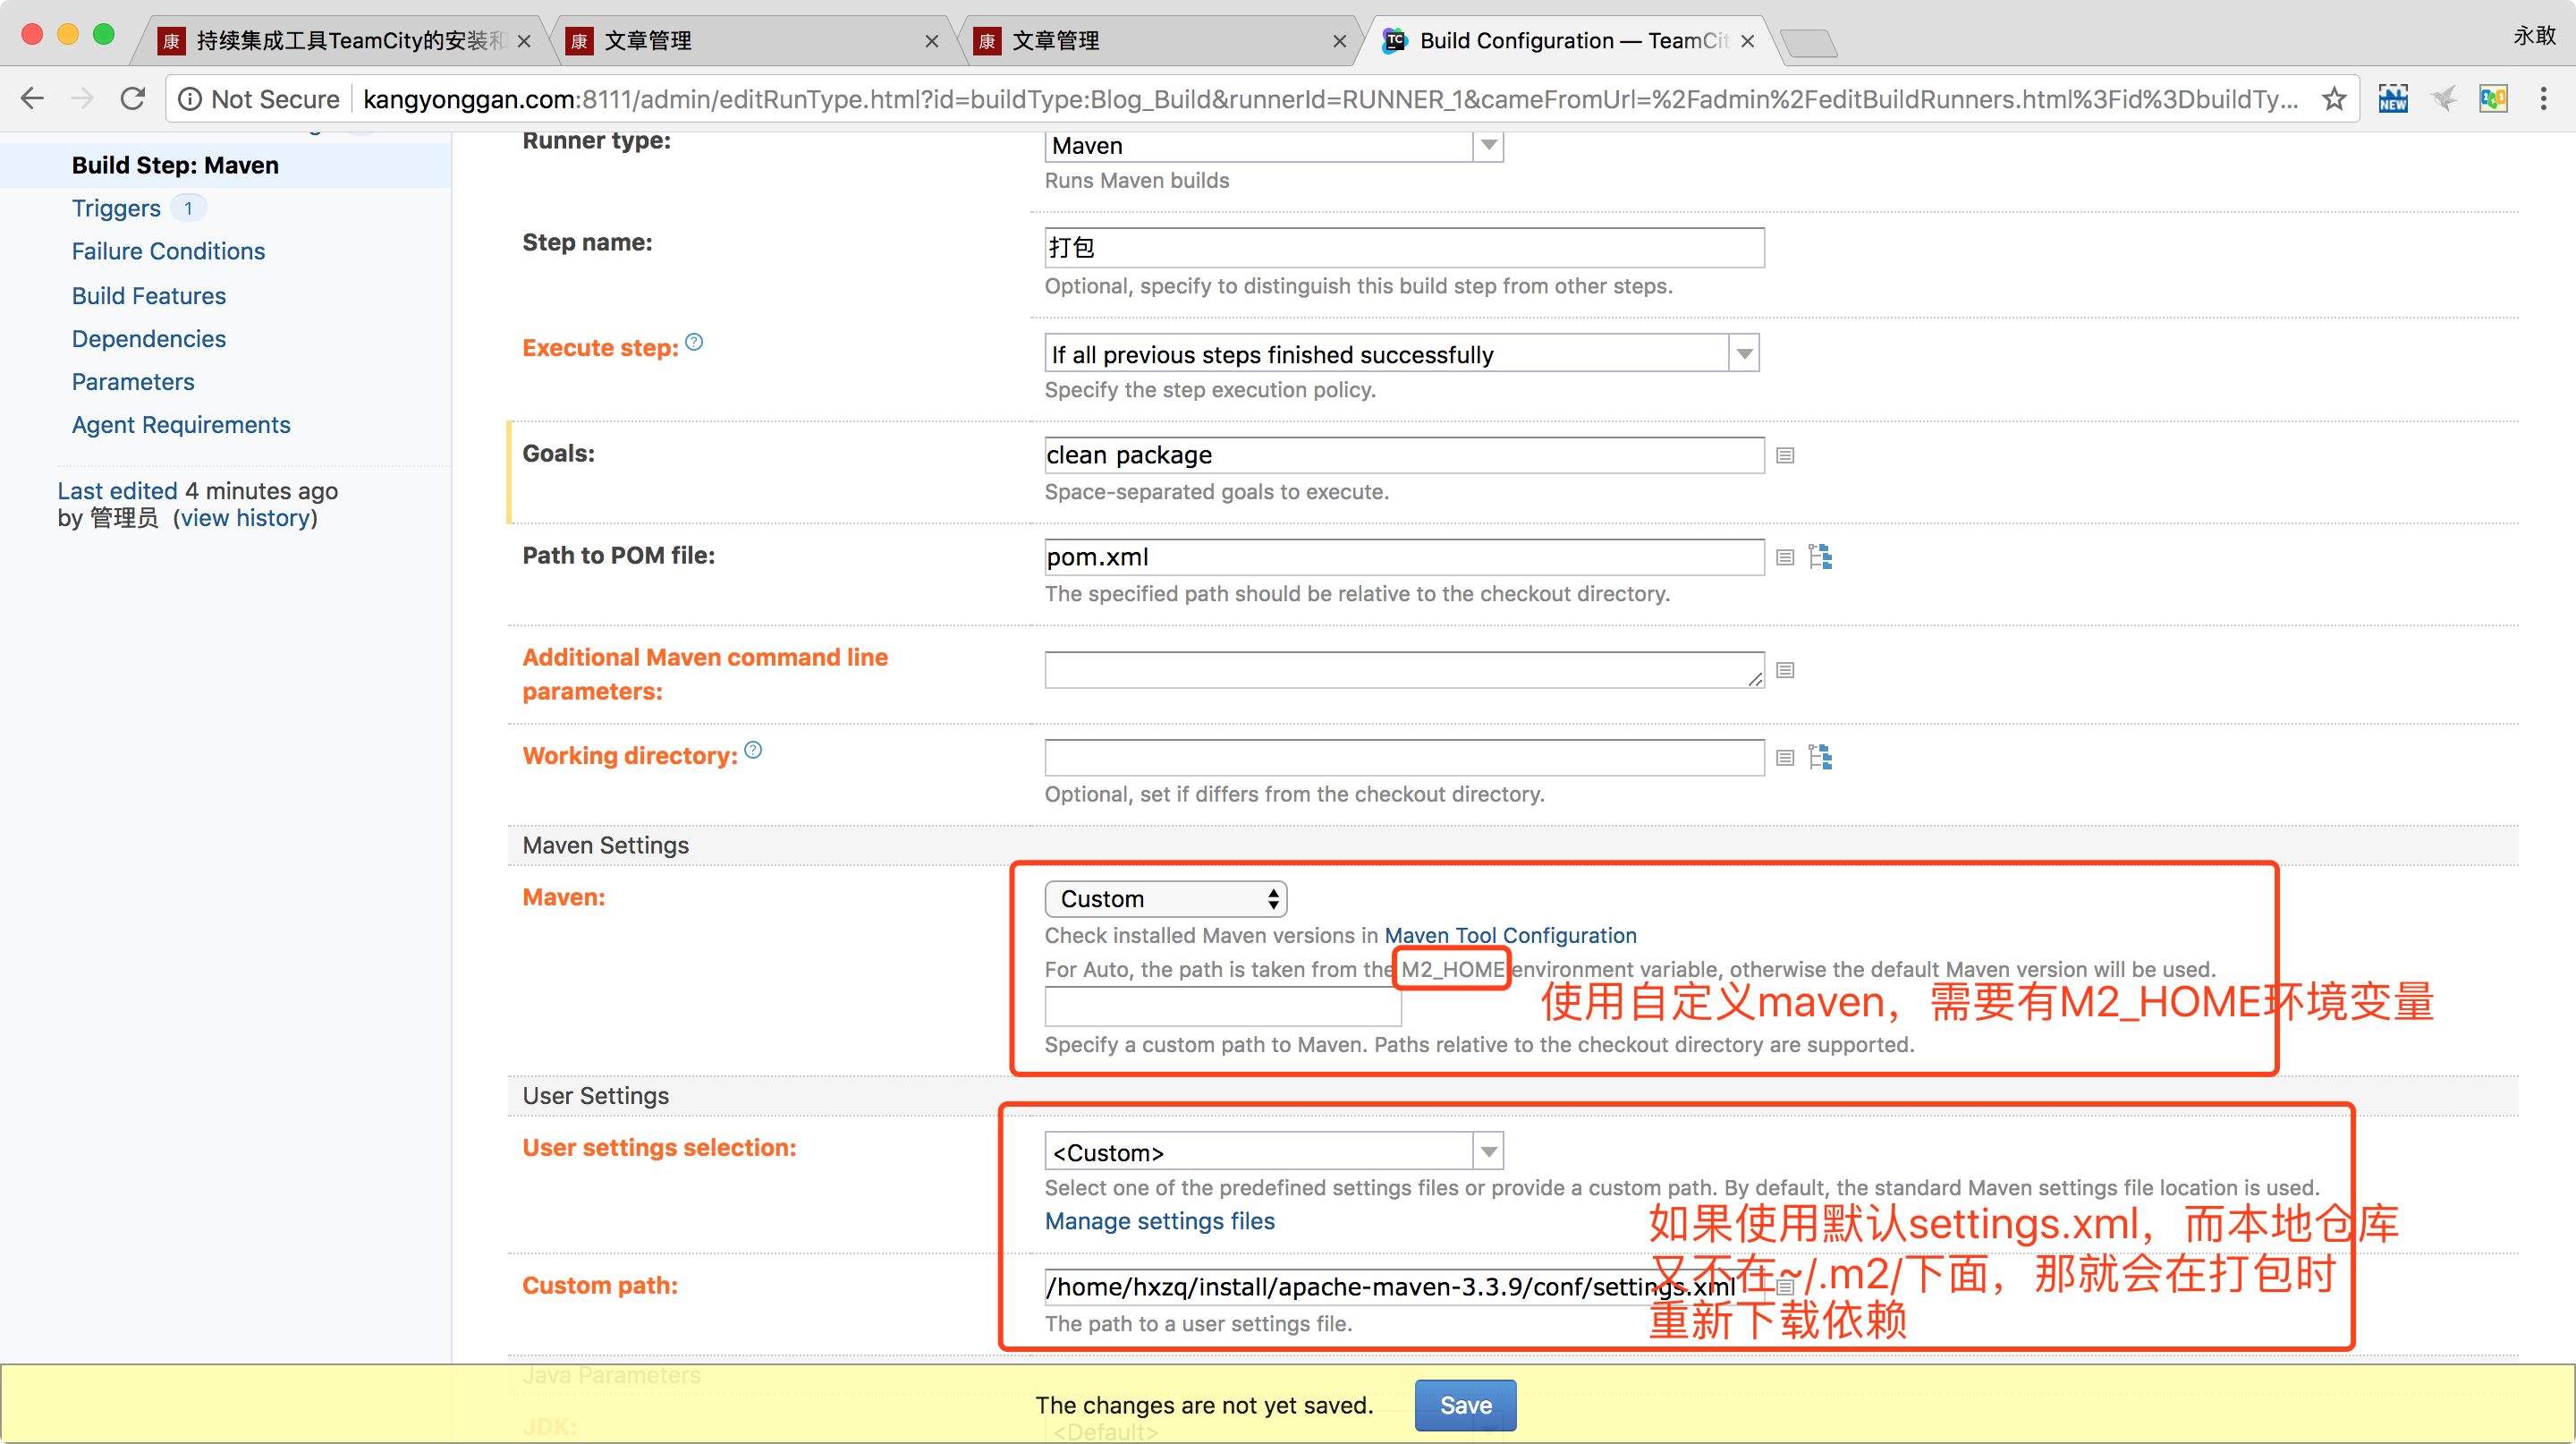 持续集成工具TeamCity的安装和
文章管理
文章管理
Build Configuration — TeamCit
永敢
Not Secure
kangyonggan.com:8111/admin/editRunType.html?id=buildType:Blog_Build&runnerId=RUNNER_1&cameFromUrl=%2Fadmin%2FeditBuildRunners.html%3Fid%3DbuildTy...
Build Step: Maven
Triggers 1
Failure Conditions
Build Features
Dependencies
Parameters
Agent Requirements
Last edited 4 minutes ago
by 管理员 (view history)
Runner type:
Maven
Runs Maven builds
Step name:
打包
Optional, specify to distinguish this build step from other steps.
Execute step:
If all previous steps finished successfully
Specify the step execution policy.
Goals:
clean package
Space-separated goals to execute.
Path to POM file:
pom.xml
The specified path should be relative to the checkout directory.
Additional Maven command line
parameters:
Working directory:
Optional, set if differs from the checkout directory.
Maven Settings
Maven:
Custom
Check installed Maven versions in Maven Tool Configuration
For Auto, the path is taken from the M2_HOME environment variable, otherwise the default Maven version will be used.
使用自定义maven，需要有M2_HOME环境变量
Specify a custom path to Maven. Paths relative to the checkout directory are supported.
User Settings
User settings selection:
<Custom>
Select one of the predefined settings files or provide a custom path. By default, the standard Maven settings file location is used.
Manage settings files
如果使用默认settings.xml，而本地仓库
又不在~/.m2/下面，那就会在打包时
重新下载依赖
Custom path:
/home/hxzq/install/apache-maven-3.3.9/conf/settings.xml
The path to a user settings file.
Java Parameters
The changes are not yet saved.
Save
JDK:
<Default>